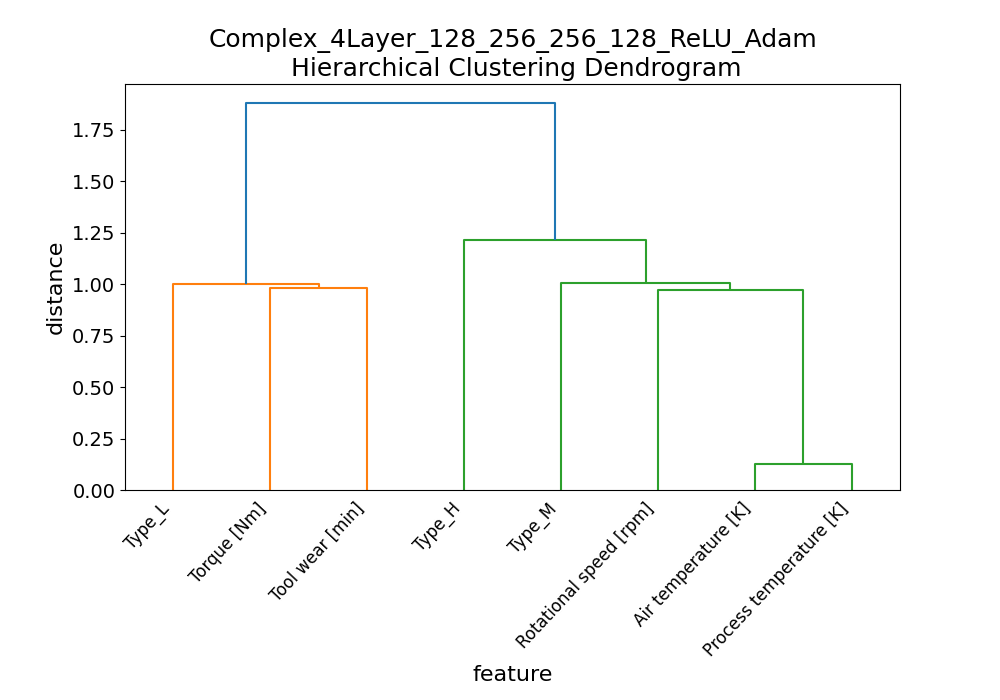 Complex_4Layer_128_256_256_128_ReLU_Adam
Hierarchical Clustering Dendrogram
1.75
1.50
1.25
1.00
0.75
0.50
0.25
0.00
distance
Type_L
Torque [Nm]
Tool wear [min]
Type_H
Type_M
Rotational speed [rpm]
Air temperature [K]
Process temperature [K]
feature